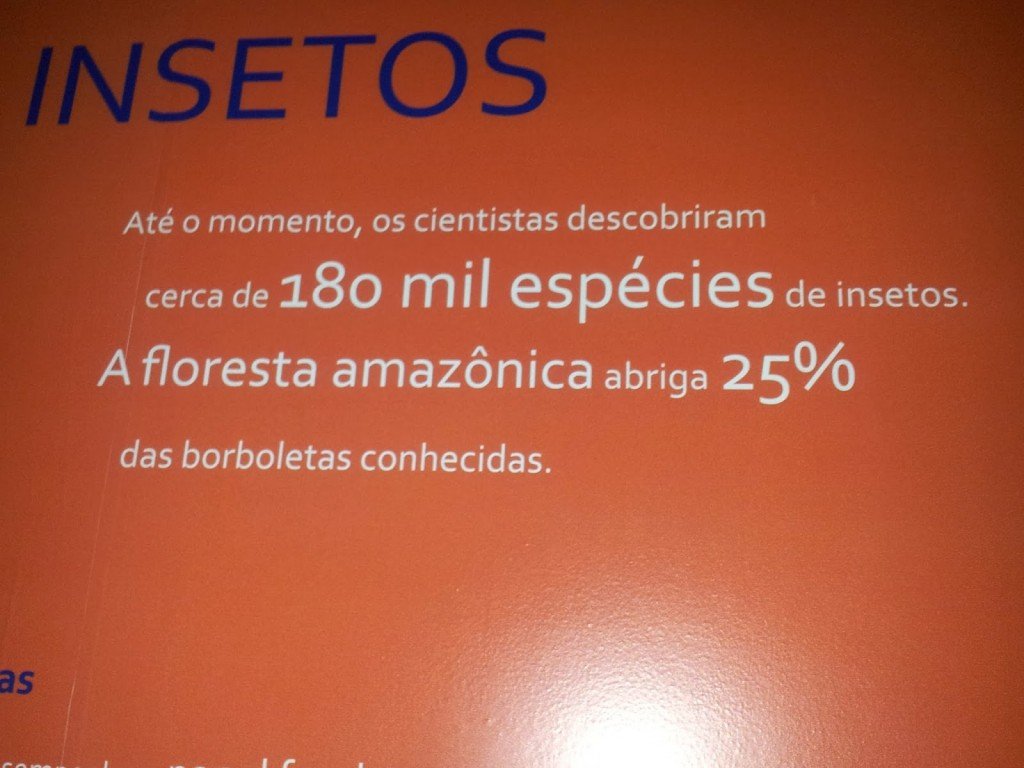 INSETOS
Até o momento, os cientistas descobriram
cerca de 180 mil espécies de insetos.
A floresta amazônica abriga 25%
das borboletas conhecidas.
as